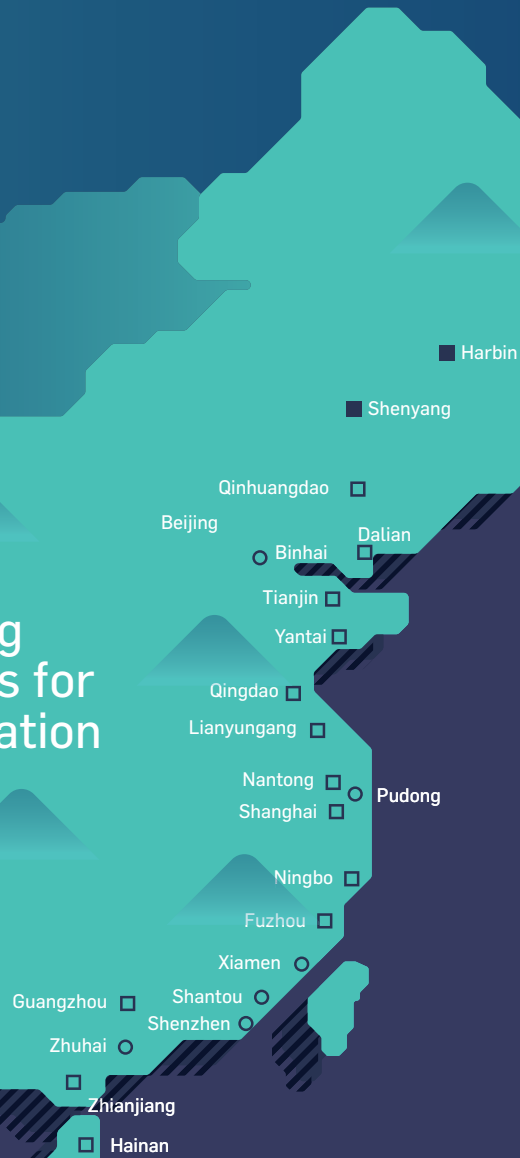 Harbin
Shenyang
Qinhuangdao
Beijing
Dalian
Binhai
Tianjin
g
Yantai
s for
Qingdao
ation
Lianyungang
Nantong
Pudong
Shanghai
Ningbo
Fuzhou
Xiamen
Shantou
Guangzhou
Shenzhen
Zhuhai
Zhianjiang
Hainan